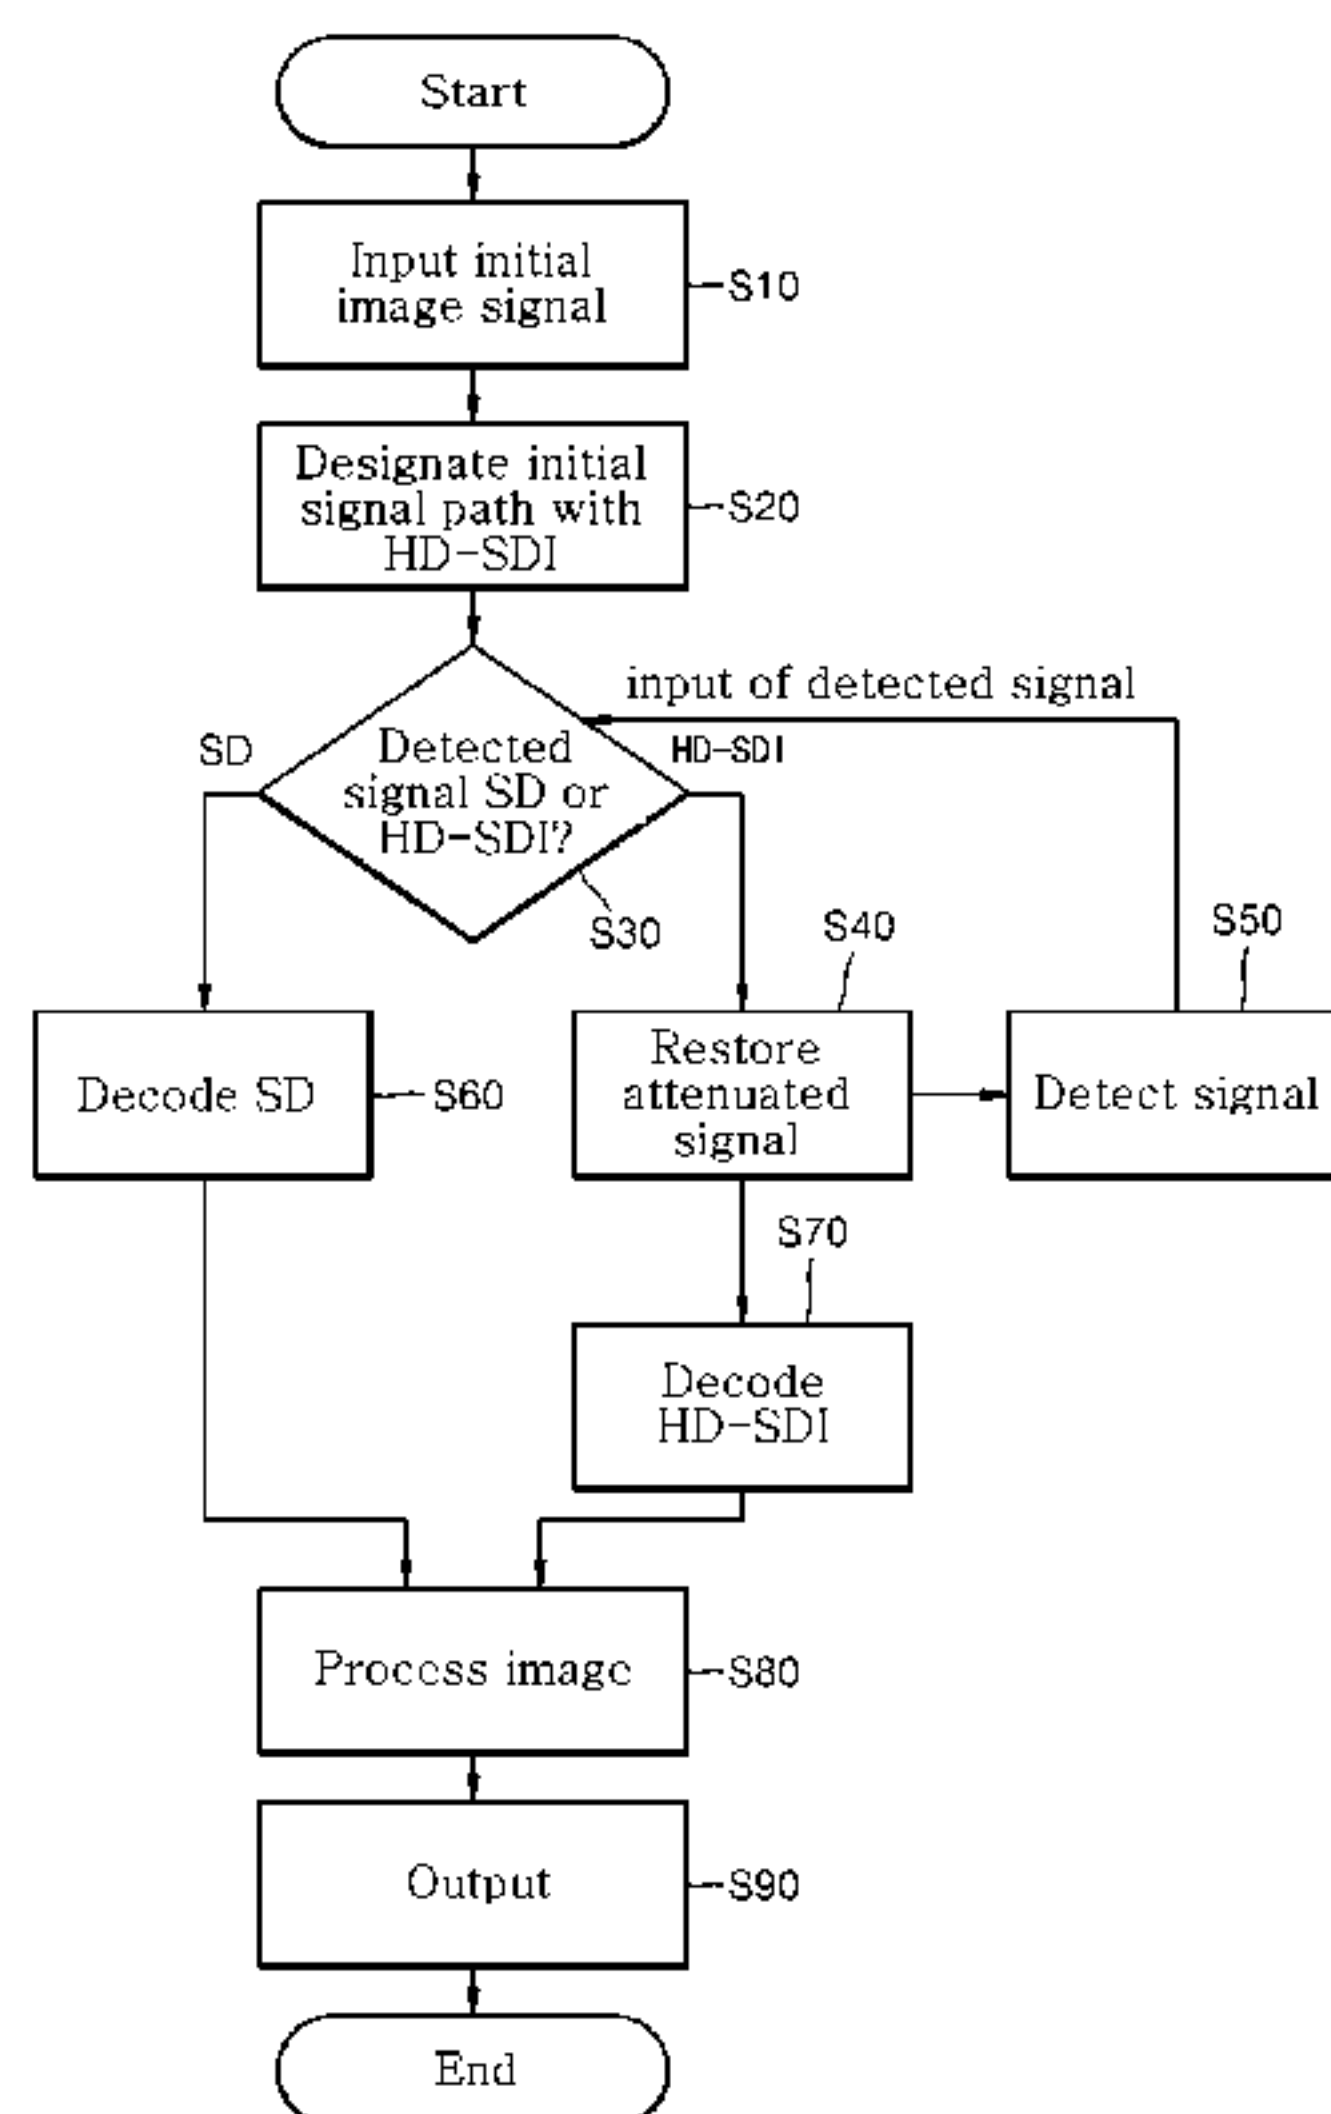 Start
Input initial
image signal
S10
Designate initial
signal path with
HD-SDI
S20
input of detected signal
SD
HD-SDI
Detected
signal SD or
HD-SDI?
S30
S40
S50
Decode SD
S60
Restore
attenuated
signal
Detect signal
S70
Decode
HD-SDI
Process image
S80
Output
S90
End